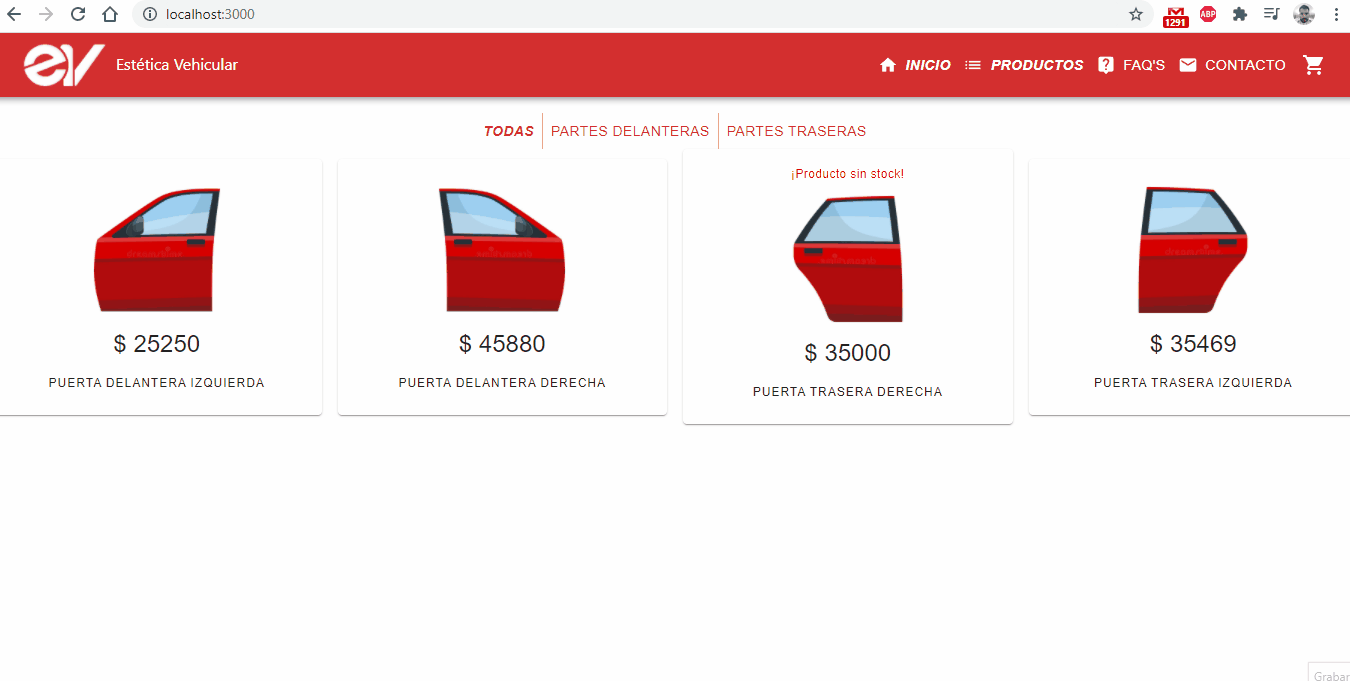 localhost:3000
1291
ABP
ev
Estética Vehicular
INICIO
PRODUCTOS
FAQ'S
CONTACTO
TODAS
PARTES DELANTERAS
PARTES TRASERAS
$ 25250
PUERTA DELANTERA IZQUIERDA
$ 45880
PUERTA DELANTERA DERECHA
¡Producto sin stock!
$ 35000
PUERTA TRASERA DERECHA
$ 35469
PUERTA TRASERA IZQUIERDA
Grabar